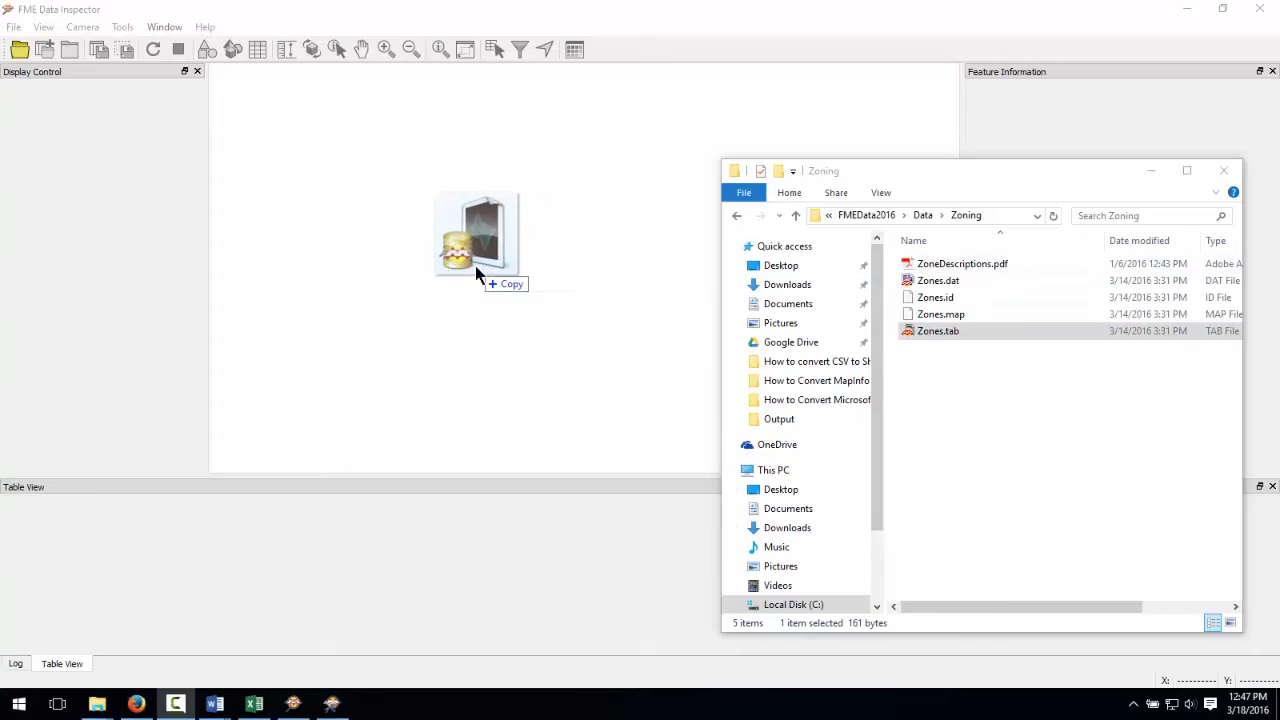 FME Data Inspector
File View Camera Tools Window Help
Display Control
Feature Information
Copy
Zoning
File Home Share View
« FMEData2016 Data Zoning
Search Zoning
Name Date modified Type
Quick access
Desktop
Downloads
Documents
Pictures
Google Drive
How to convert CSV to Sh
How to Convert MapInfo
How to Convert Microsof
Output
OneDrive
This PC
Desktop
Documents
Downloads
Music
Pictures
Videos
Local Disk (C:)
ZoneDescriptions.pdf 1/6/2016 12:43 PM Adobe A
Zones.dat 3/14/2016 3:31 PM DAT File
Zones.id 3/14/2016 3:31 PM ID File
Zones.map 3/14/2016 3:31 PM MAP File
Zones.tab 3/14/2016 3:31 PM TAB File
5 items 1 item selected 161 bytes
Table View
Log Table View
X: ---------- Y: ----------
12:47 PM
3/18/2016